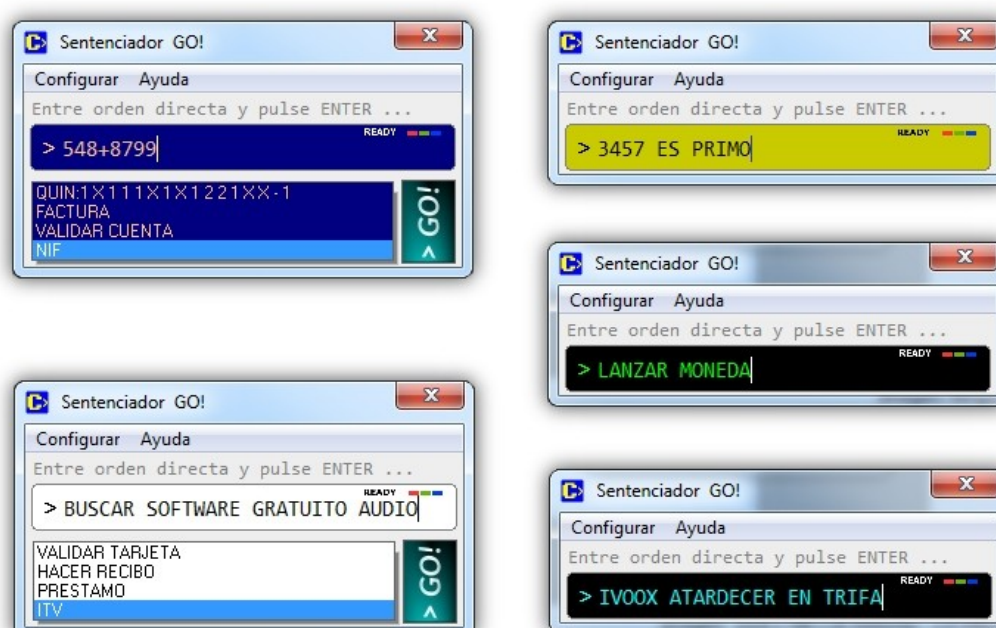 Sentenciador GO!
Configurar Ayuda
Entre orden directa y pulse ENTER ...
READY
> 548+8799
QUIN:1X111X1X1221XX-1
FACTURA
VALIDAR CUENTA
NIF
> GO!
Sentenciador GO!
Configurar Ayuda
Entre orden directa y pulse ENTER ...
READY
> BUSCAR SOFTWARE GRATUITO AUDIO
VALIDAR TARJETA
HACER RECIBO
PRESTAMO
ITV
> GO!
Sentenciador GO!
Configurar Ayuda
Entre orden directa y pulse ENTER ...
READY
> 3457 ES PRIMO
Sentenciador GO!
Configurar Ayuda
Entre orden directa y pulse ENTER ...
READY
> LANZAR MONEDA
Sentenciador GO!
Configurar Ayuda
Entre orden directa y pulse ENTER ...
READY
> IVOOX ATARDECER EN TRIFA